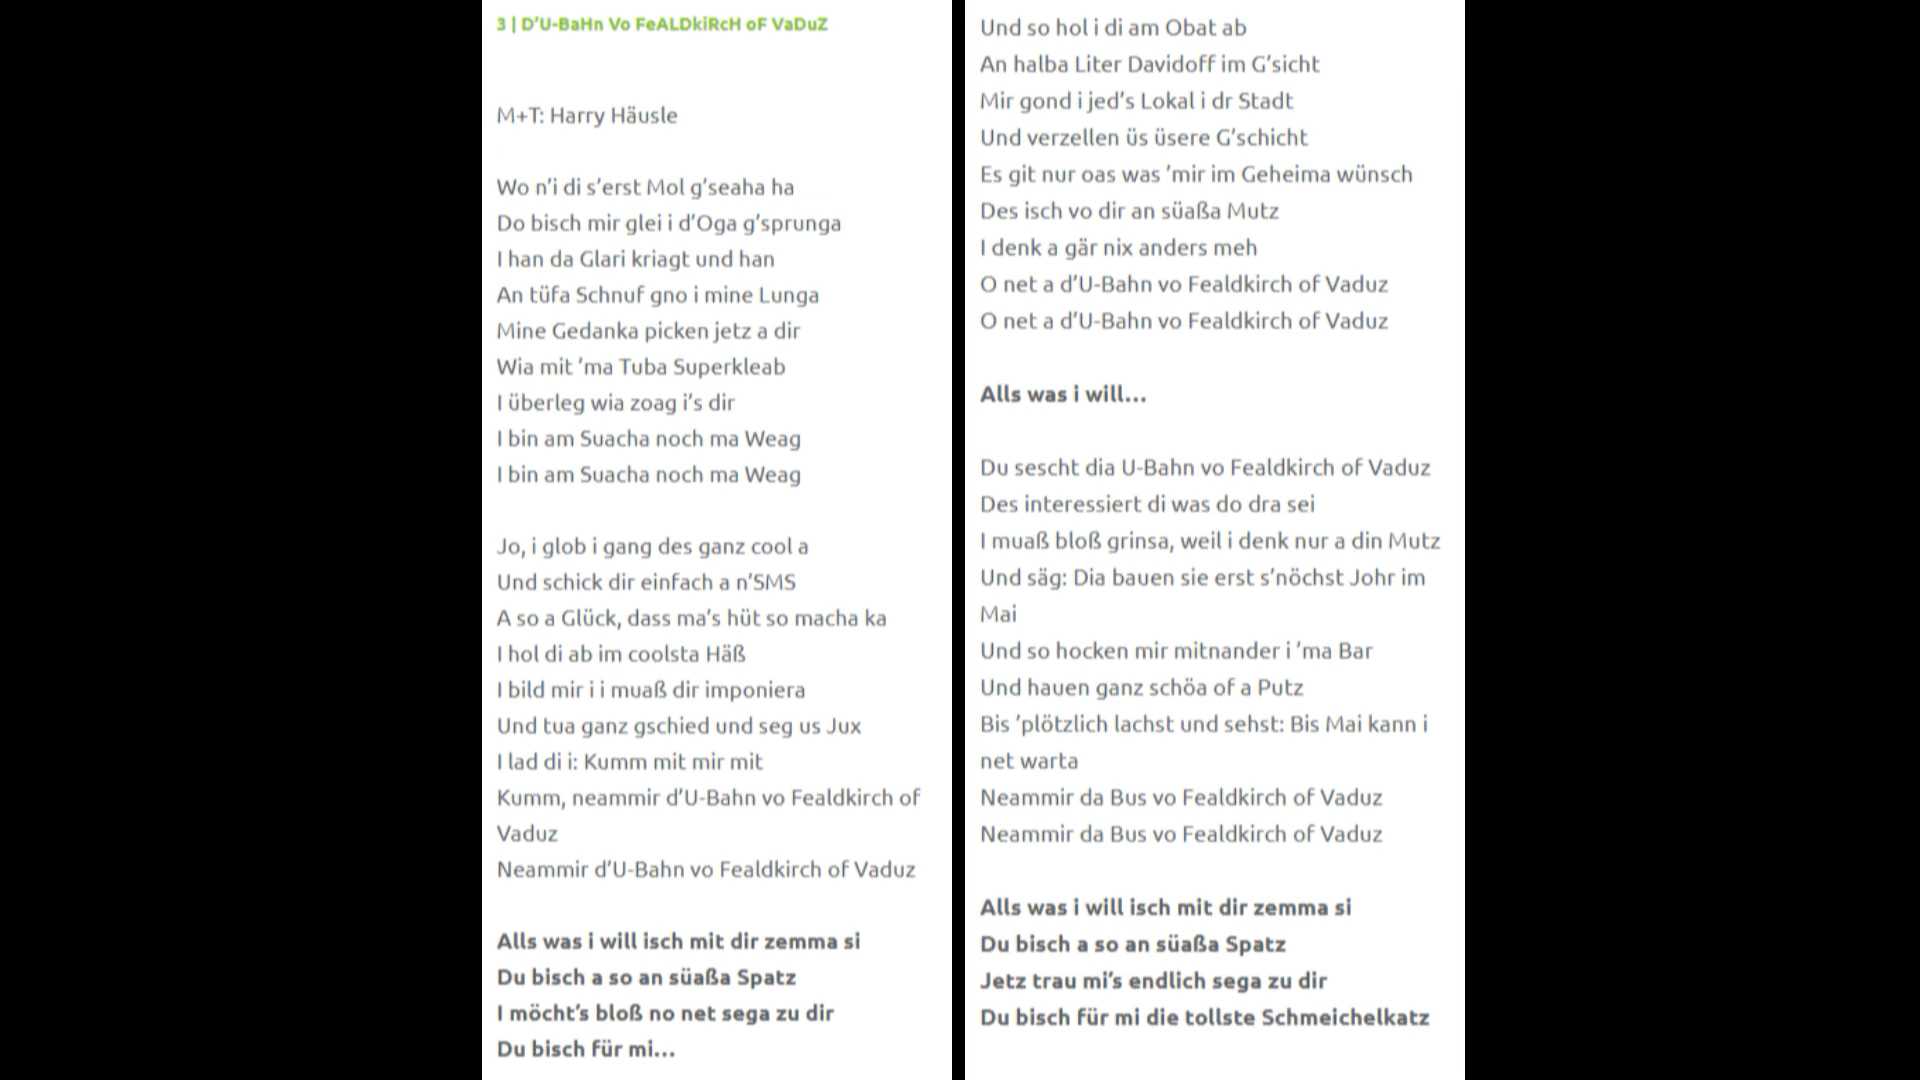 3 | D'U-BaHn Vo FeALDkiRcH oF VaDuZ
M+T: Harry Häusle
Wo n'i di s'erst Mol g'seaha ha
Do bisch mir glei i d'Oga g'sprunga
I han da Glari kriagt und han
An tüfa Schnuf gno i mine Lunga
Mine Gedanka picken jetz a dir
Wia mit 'ma Tuba Superkleab
I überleg wia zoag i's dir
I bin am Suacha noch ma Weag
I bin am Suacha noch ma Weag
Jo, i glob i gang des ganz cool a
Und schick dir einfach a n'SMS
A so a Glück, dass ma's hüt so macha ka
I hol di ab im coolsta Häß
I bild mir i i muaß dir imponiera
Und tua ganz gschied und seg us Jux
I lad di i: Kumm mit mir mit
Kumm, neammir d'U-Bahn vo Fealdkirch of
Vaduz
Neammir d'U-Bahn vo Fealdkirch of Vaduz
Alls was i will isch mit dir zemma si
Du bisch a so an süaßa Spatz
I möcht's bloß no net sega zu dir
Du bisch für mi...
Und so hol i di am Obat ab
An halba Liter Davidoff im G'sicht
Mir gond i jed's Lokal i dr Stadt
Und verzellen üs üsere G'schicht
Es git nur oas was 'mir im Geheima wünsch
Des isch vo dir an süaßa Mutz
I denk a gär nix anders meh
O net a d'U-Bahn vo Fealdkirch of Vaduz
O net a d'U-Bahn vo Fealdkirch of Vaduz
Alls was i will...
Du sescht dia U-Bahn vo Fealdkirch of Vaduz
Des interessiert di was do dra sei
I muaß bloß grinsa, weil i denk nur a din Mutz
Und säg: Dia bauen sie erst s'nöchst Johr im
Mai
Und so hocken mir mitnander i 'ma Bar
Und hauen ganz schöa of a Putz
Bis 'plötzlich lachst und sehst: Bis Mai kann i
net warta
Neammir da Bus vo Fealdkirch of Vaduz
Neammir da Bus vo Fealdkirch of Vaduz
Alls was i will isch mit dir zemma si
Du bisch a so an süaßa Spatz
Jetz trau mi's endlich sega zu dir
Du bisch für mi die tollste Schmeichelkatz